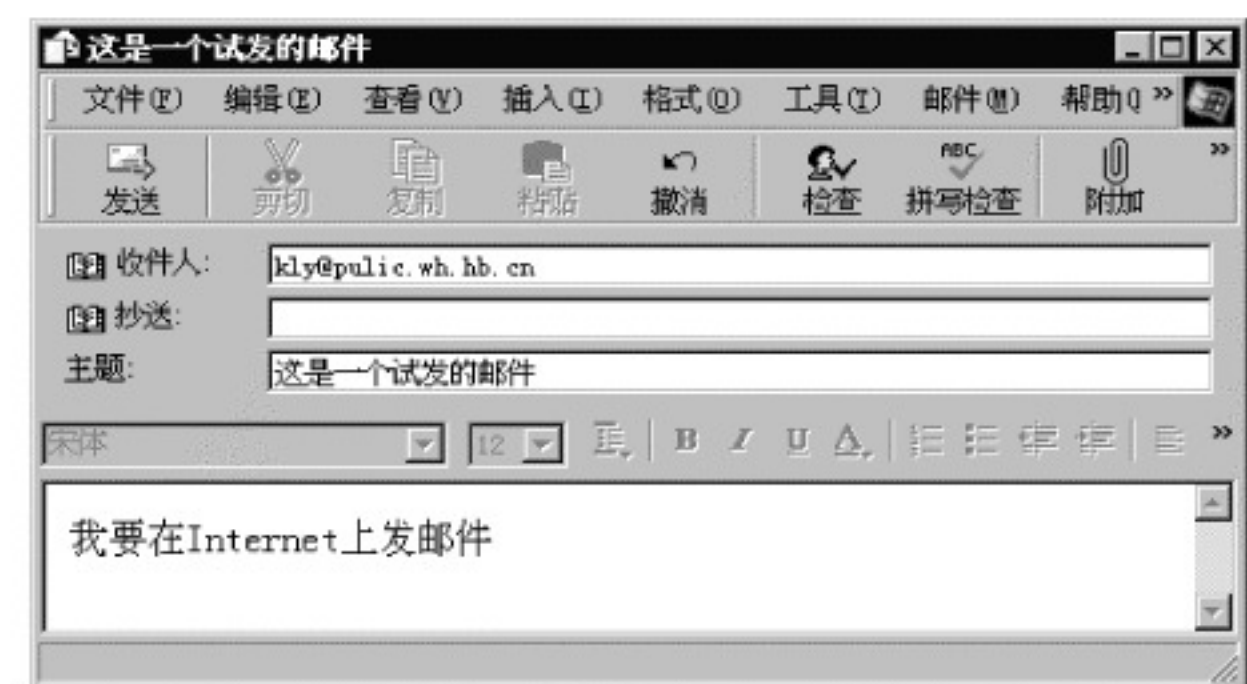 这是一个试发的邮件
文件(F) 编辑(E) 查看(V) 插入(I) 格式(O) 工具(T) 邮件(M) 帮助( »
发送 剪切 复制 粘贴 撤消 ABC 检查 拼写检查 附加 »
收件人: kly@pulic.wh.hb.cn
抄送:
主题: 这是一个试发的邮件
宋体 12 B I U A »
我要在Internet上发邮件